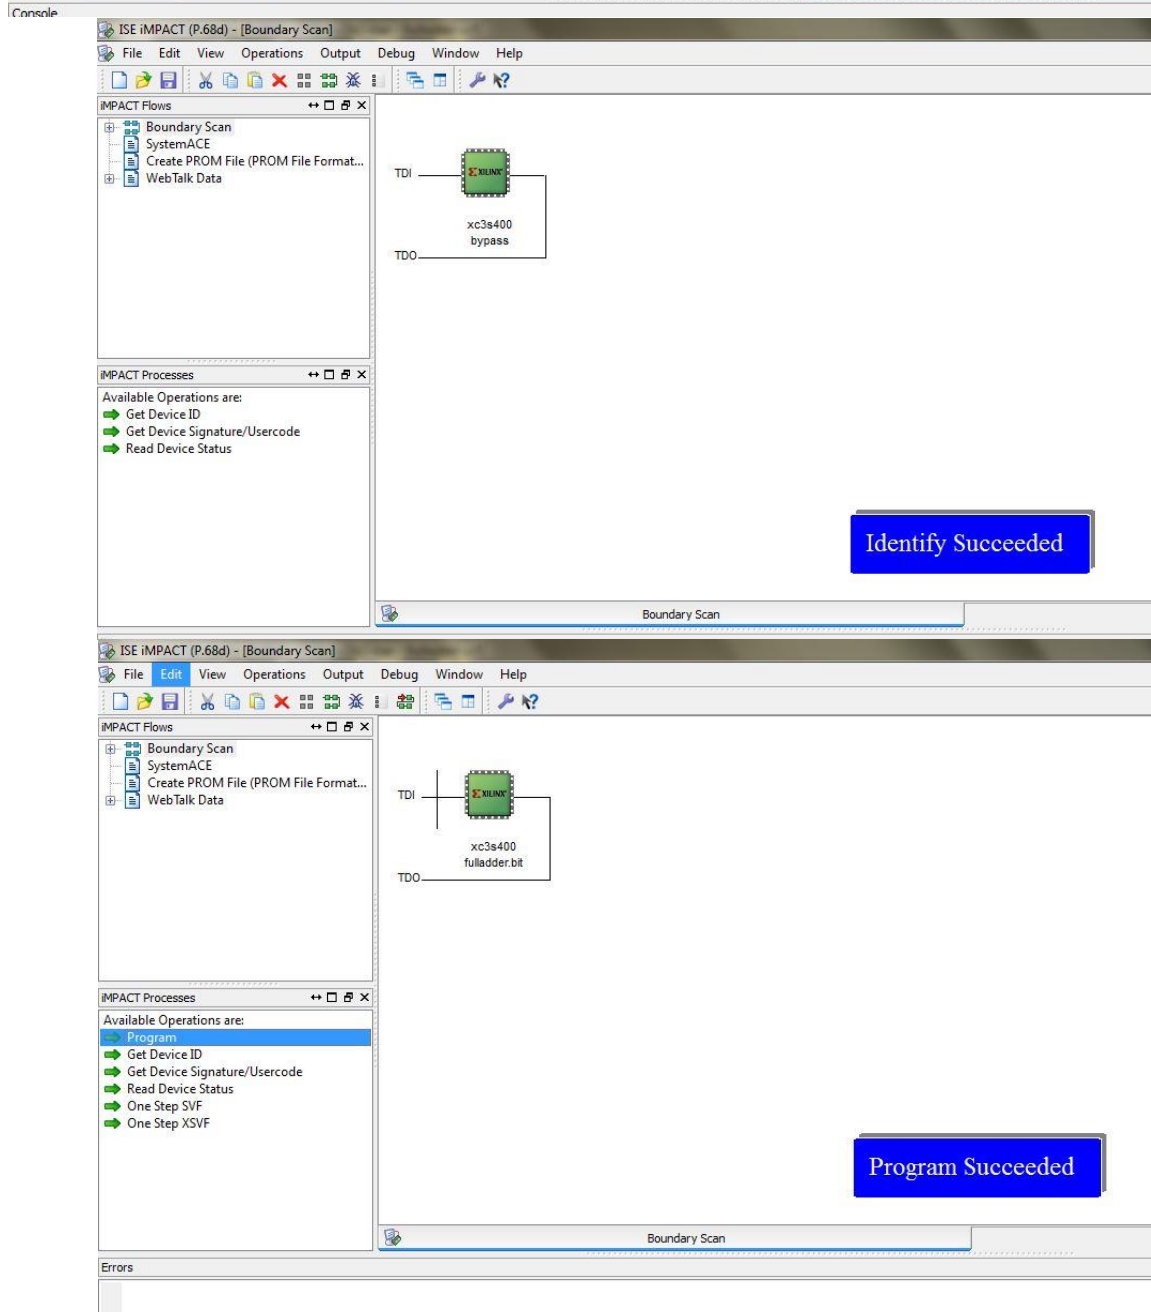 Console
ISE iMPACT (P.68d) - [Boundary Scan]
File Edit View Operations Output Debug Window Help
iMPACT Flows
Boundary Scan
SystemACE
Create PROM File (PROM File Format...
WebTalk Data
TDI
XILINX
xc3s400
bypass
TDO
iMPACT Processes
Available Operations are:
Get Device ID
Get Device Signature/Usercode
Read Device Status
Identify Succeeded
Boundary Scan
ISE iMPACT (P.68d) - [Boundary Scan]
File Edit View Operations Output Debug Window Help
iMPACT Flows
Boundary Scan
SystemACE
Create PROM File (PROM File Format...
WebTalk Data
TDI
XILINX
xc3s400
fulladder.bit
TDO
iMPACT Processes
Available Operations are:
Program
Get Device ID
Get Device Signature/Usercode
Read Device Status
One Step SVF
One Step XSVF
Program Succeeded
Boundary Scan
Errors